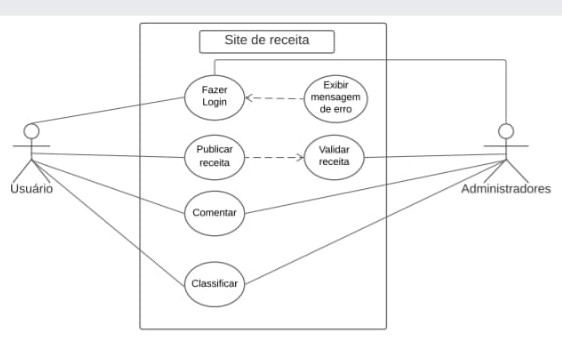 Site de receita
Fazer
Login
Exibir
mensagem
de erro
Publicar
receita
Validar
receita
Usuário
Administradores
Comentar
Classificar